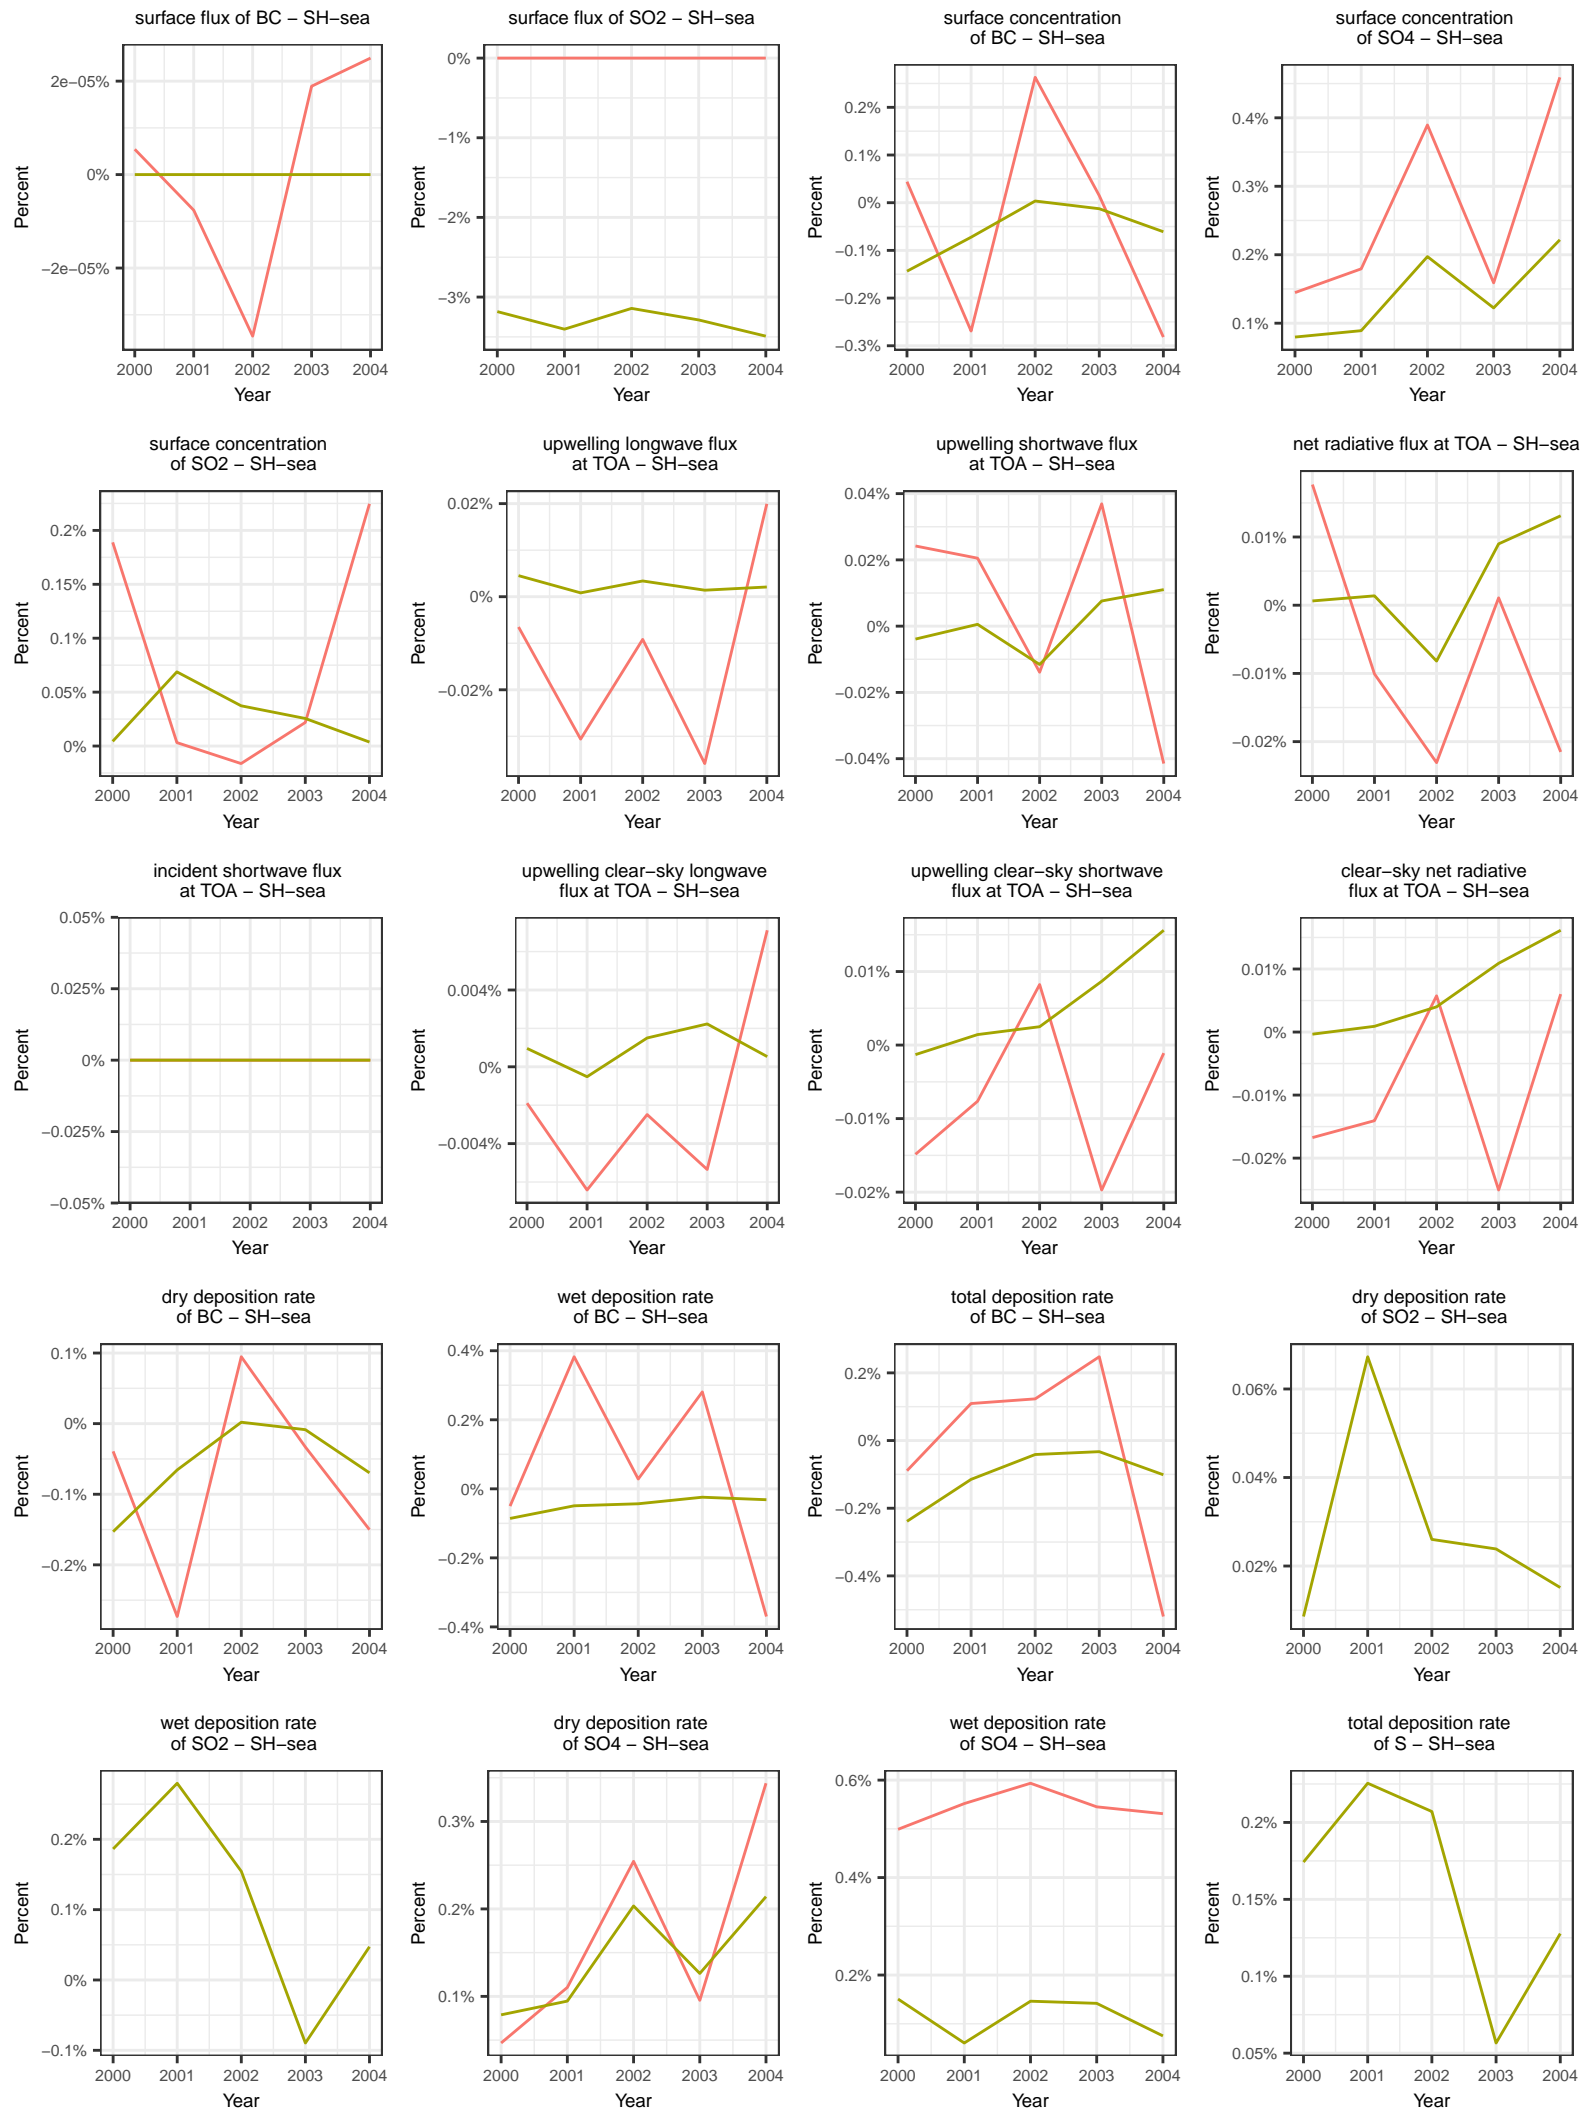 surface flux of BC − SH−sea
2e−05%
0%
−2e−05%
2000 2001 2002 2003 2004
Year
Percent
surface flux of SO2 − SH−sea
0%
−1%
−2%
−3%
2000 2001 2002 2003 2004
Year
Percent
surface concentration
of BC − SH−sea
0.2%
0.1%
0%
−0.1%
−0.2%
−0.3%
2000 2001 2002 2003 2004
Year
Percent
surface concentration
of SO4 − SH−sea
0.4%
0.3%
0.2%
0.1%
2000 2001 2002 2003 2004
Year
Percent
surface concentration
of SO2 − SH−sea
0.2%
0.15%
0.1%
0.05%
0%
2000 2001 2002 2003 2004
Year
Percent
upwelling longwave flux
at TOA − SH−sea
0.02%
0%
−0.02%
2000 2001 2002 2003 2004
Year
Percent
upwelling shortwave flux
at TOA − SH−sea
0.04%
0.02%
0%
−0.02%
−0.04%
2000 2001 2002 2003 2004
Year
Percent
net radiative flux at TOA − SH−sea
0.01%
0%
−0.01%
−0.02%
2000 2001 2002 2003 2004
Year
Percent
incident shortwave flux
at TOA − SH−sea
0.05%
0.025%
0%
−0.025%
−0.05%
2000 2001 2002 2003 2004
Year
Percent
upwelling clear−sky longwave
flux at TOA − SH−sea
0.004%
0%
−0.004%
2000 2001 2002 2003 2004
Year
Percent
upwelling clear−sky shortwave
flux at TOA − SH−sea
0.01%
0%
−0.01%
−0.02%
2000 2001 2002 2003 2004
Year
Percent
clear−sky net radiative
flux at TOA − SH−sea
0.01%
0%
−0.01%
−0.02%
2000 2001 2002 2003 2004
Year
Percent
dry deposition rate
of BC − SH−sea
0.1%
0%
−0.1%
−0.2%
2000 2001 2002 2003 2004
Year
Percent
wet deposition rate
of BC − SH−sea
0.4%
0.2%
0%
−0.2%
−0.4%
2000 2001 2002 2003 2004
Year
Percent
total deposition rate
of BC − SH−sea
0.2%
0%
−0.2%
−0.4%
2000 2001 2002 2003 2004
Year
Percent
dry deposition rate
of SO2 − SH−sea
0.06%
0.04%
0.02%
2000 2001 2002 2003 2004
Year
Percent
wet deposition rate
of SO2 − SH−sea
0.2%
0.1%
0%
−0.1%
2000 2001 2002 2003 2004
Year
Percent
dry deposition rate
of SO4 − SH−sea
0.3%
0.2%
0.1%
2000 2001 2002 2003 2004
Year
Percent
wet deposition rate
of SO4 − SH−sea
0.6%
0.4%
0.2%
2000 2001 2002 2003 2004
Year
Percent
total deposition rate
of S − SH−sea
0.2%
0.15%
0.1%
0.05%
2000 2001 2002 2003 2004
Year
Percent